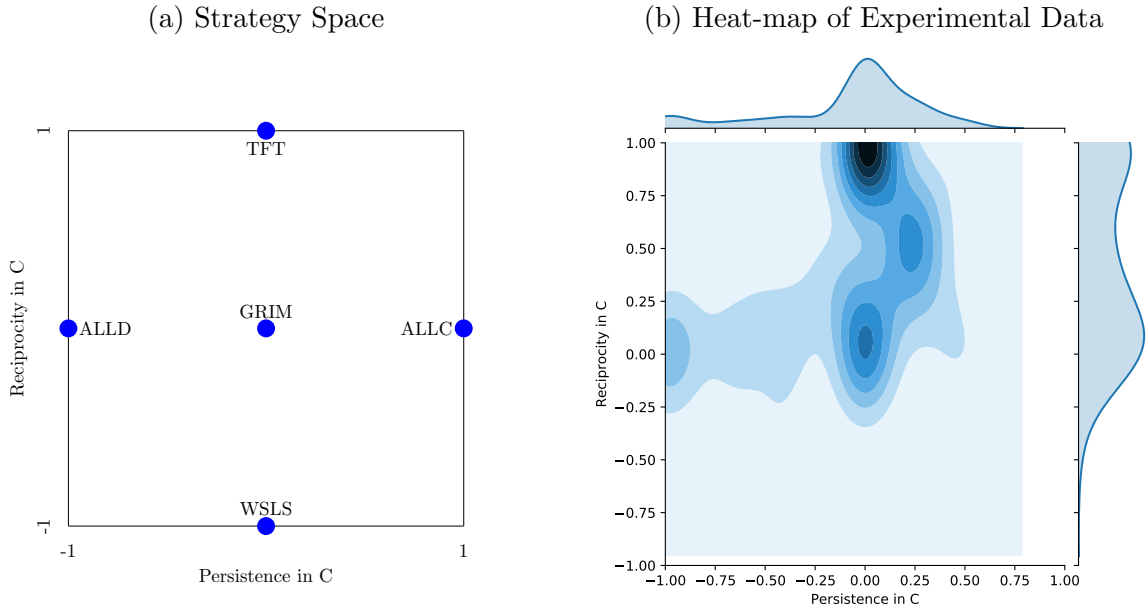 (a) Strategy Space
1
TFT
Reciprocity in C
GRIM
ALLD
ALLC
WSLS
-1
-1
1
Persistence in C
(b) Heat-map of Experimental Data
1.00
0.75
0.50
0.25
0.00
−0.25
−0.50
−0.75
−1.00
Reciprocity in C
−1.00 −0.75 −0.50 −0.25 0.00 0.25 0.50 0.75 1.00
Persistence in C